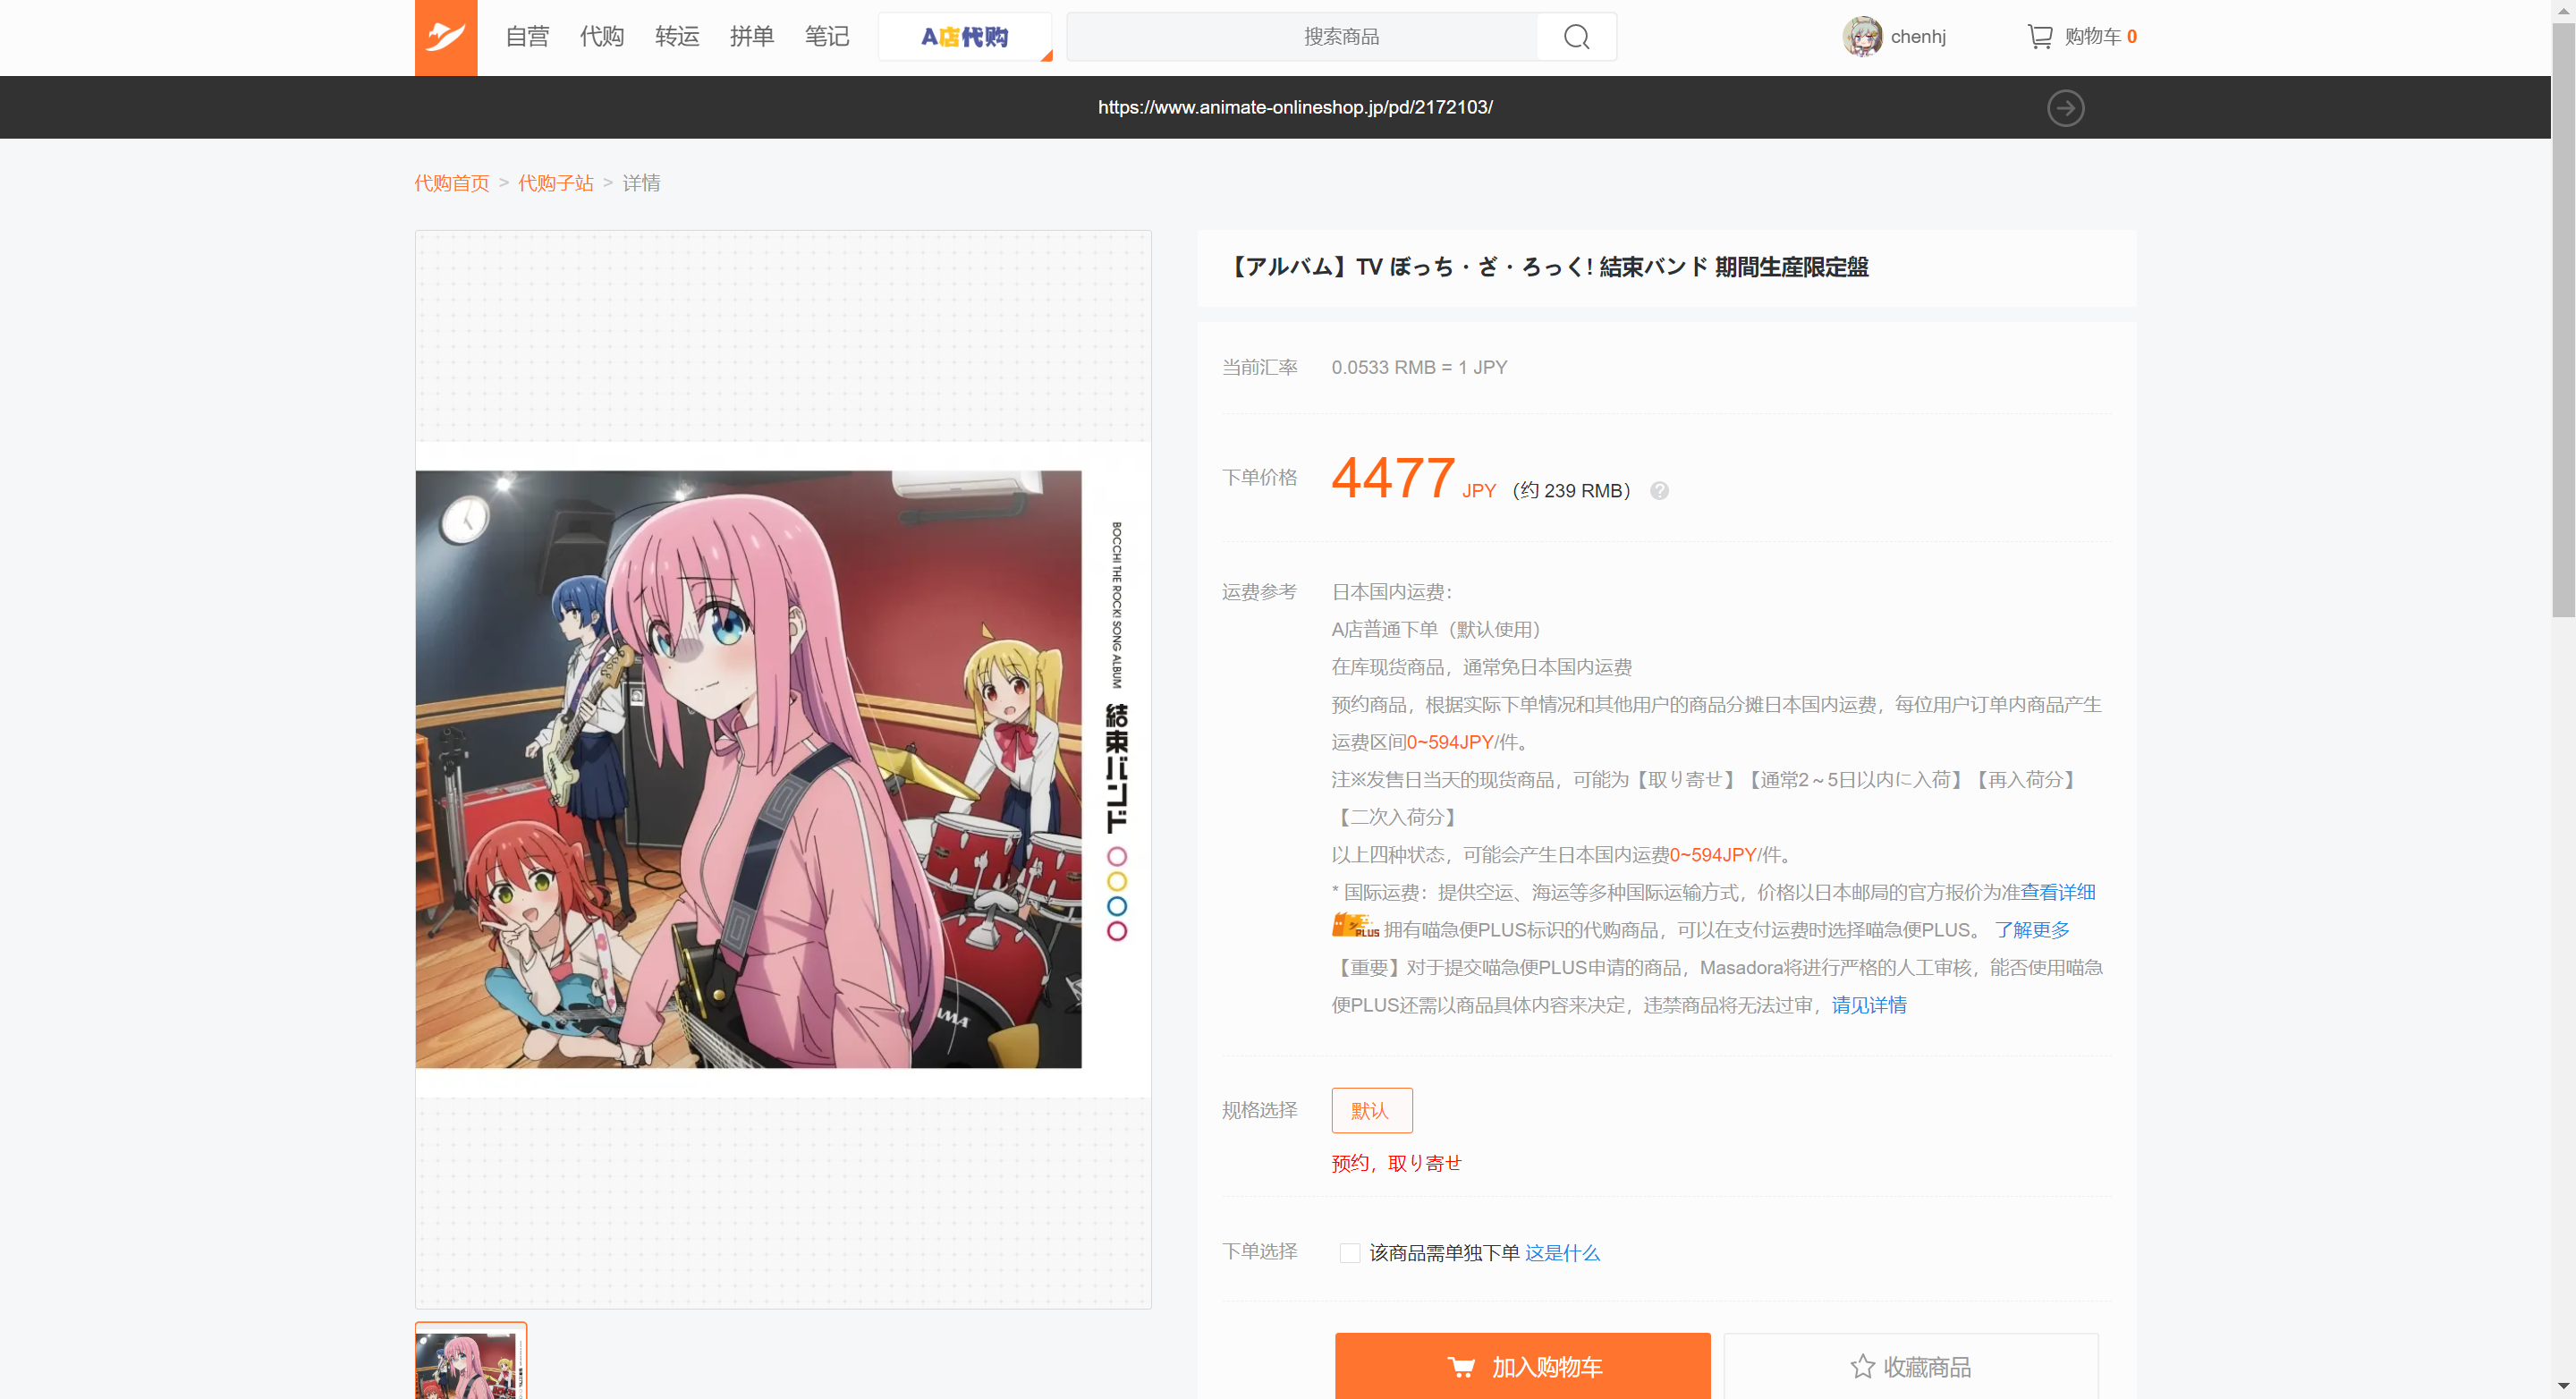 自营 代购 转运 拼单 笔记 A店代购 搜索商品 chenhj 购物车 0
https://www.animate-onlineshop.jp/pd/2172103/
代购首页 > 代购子站 > 详情
BOCCHI THE ROCK! SONG ALBUM 結束バンド
AMA
【アルバム】TV ぼっち・ざ・ろっく! 結束バンド 期間生産限定盤
当前汇率 0.0533 RMB = 1 JPY
下单价格 4477 JPY （约 239 RMB） ?
运费参考 日本国内运费：
A店普通下单（默认使用）
在库现货商品，通常免日本国内运费
预约商品，根据实际下单情况和其他用户的商品分摊日本国内运费，每位用户订单内商品产生
运费区间0~594JPY/件。
注※发售日当天的现货商品，可能为【取り寄せ】【通常2～5日以内に入荷】【再入荷分】
【二次入荷分】
以上四种状态，可能会产生日本国内运费0~594JPY/件。
* 国际运费：提供空运、海运等多种国际运输方式，价格以日本邮局的官方报价为准查看详细
PLUS 拥有喵急便PLUS标识的代购商品，可以在支付运费时选择喵急便PLUS。 了解更多
【重要】对于提交喵急便PLUS申请的商品，Masadora将进行严格的人工审核，能否使用喵急
便PLUS还需以商品具体内容来决定，违禁商品将无法过审，请见详情
规格选择 默认
预约，取り寄せ
下单选择 该商品需单独下单 这是什么
加入购物车 收藏商品